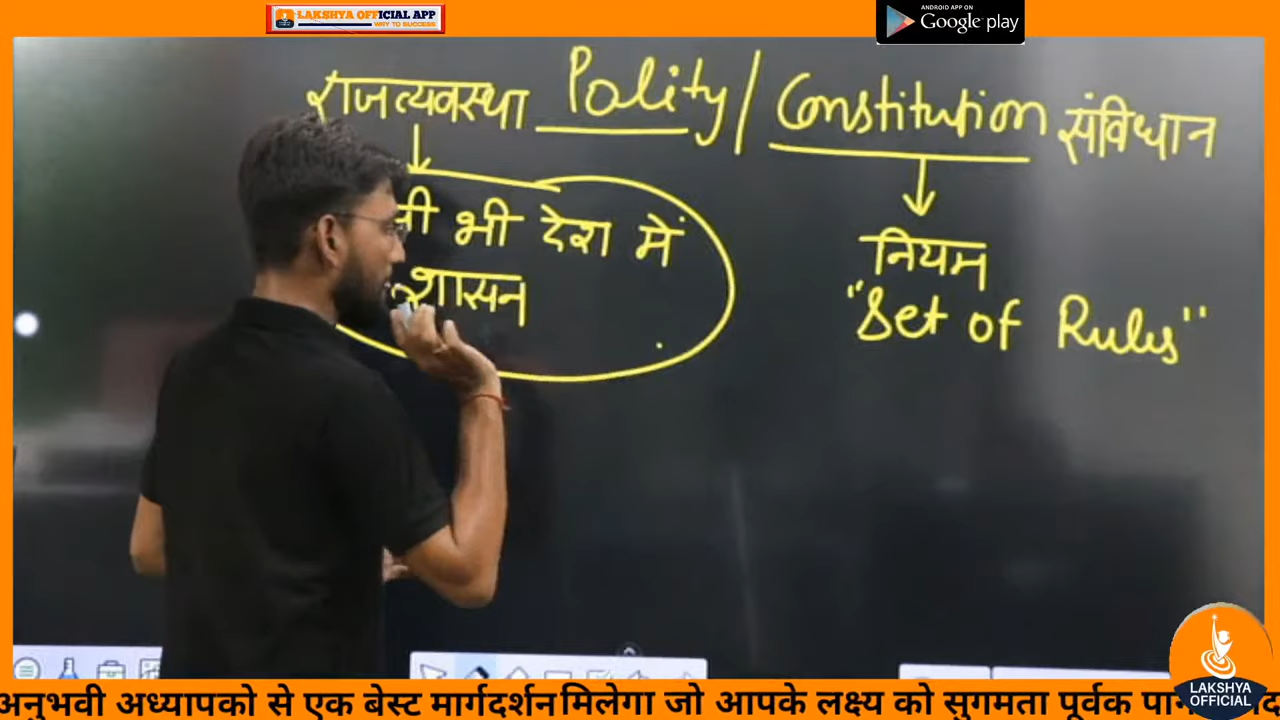 LAKSHYA OFFICIAL APP
WAY TO SUCCESS
ANDROID APP ON
Google play
राजव्यवस्था Polity / Constitution संविधान
भी देश में
शासन
नियम
"Set of Rules"
LAKSHYA
OFFICIAL
अनुभवी अध्यापको से एक बेस्ट मार्गदर्शन मिलेगा जो आपके लक्ष्य को सुगमता पूर्वक